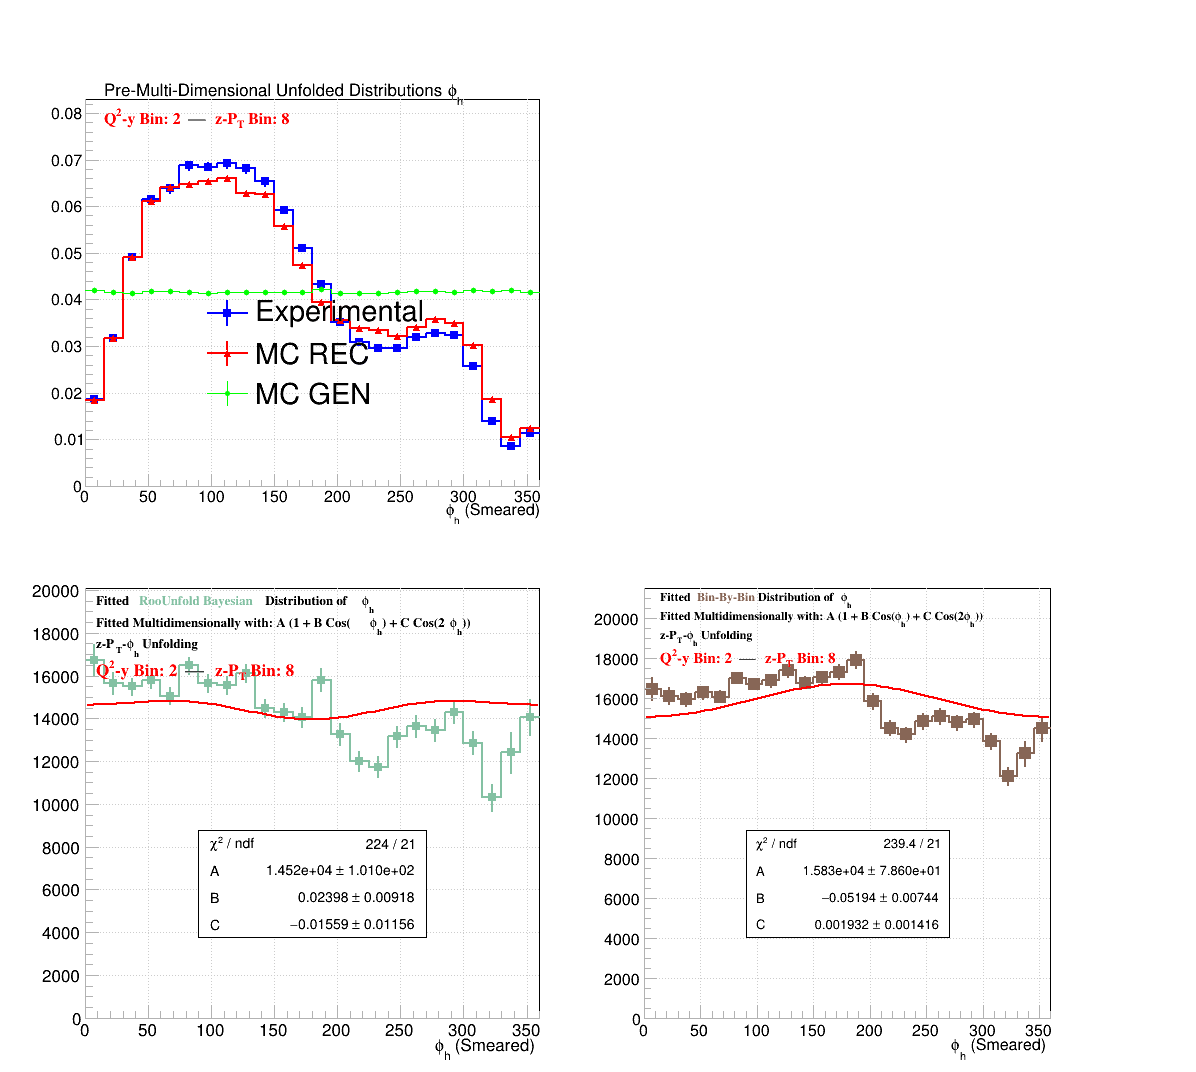 Pre-Multi-Dimensional Unfolded Distributions ϕh
Q2-y Bin: 2 — z-PT Bin: 8
0.08
0.07
0.06
0.05
0.04
0.03
0.02
0.01
0
Experimental
MC REC
MC GEN
0 50 100 150 200 250 300 350
ϕh (Smeared)
Fitted RooUnfold Bayesian Distribution of ϕh
Fitted Multidimensionally with: A (1 + B Cos( ϕh) + C Cos(2 ϕh))
z-PT-ϕh Unfolding
Q2-y Bin: 2 — z-PT Bin: 8
20000
18000
16000
14000
12000
10000
8000
6000
4000
2000
0
χ2 / ndf 224 / 21
A 1.452e+04 ± 1.010e+02
B 0.02398 ± 0.00918
C −0.01559 ± 0.01156
0 50 100 150 200 250 300 350
ϕh (Smeared)
Fitted Bin-By-Bin Distribution of ϕh
Fitted Multidimensionally with: A (1 + B Cos(ϕh) + C Cos(2ϕh))
z-PT-ϕh Unfolding
Q2-y Bin: 2 — z-PT Bin: 8
20000
18000
16000
14000
12000
10000
8000
6000
4000
2000
0
χ2 / ndf 239.4 / 21
A 1.583e+04 ± 7.860e+01
B −0.05194 ± 0.00744
C 0.001932 ± 0.001416
0 50 100 150 200 250 300 350
ϕh (Smeared)